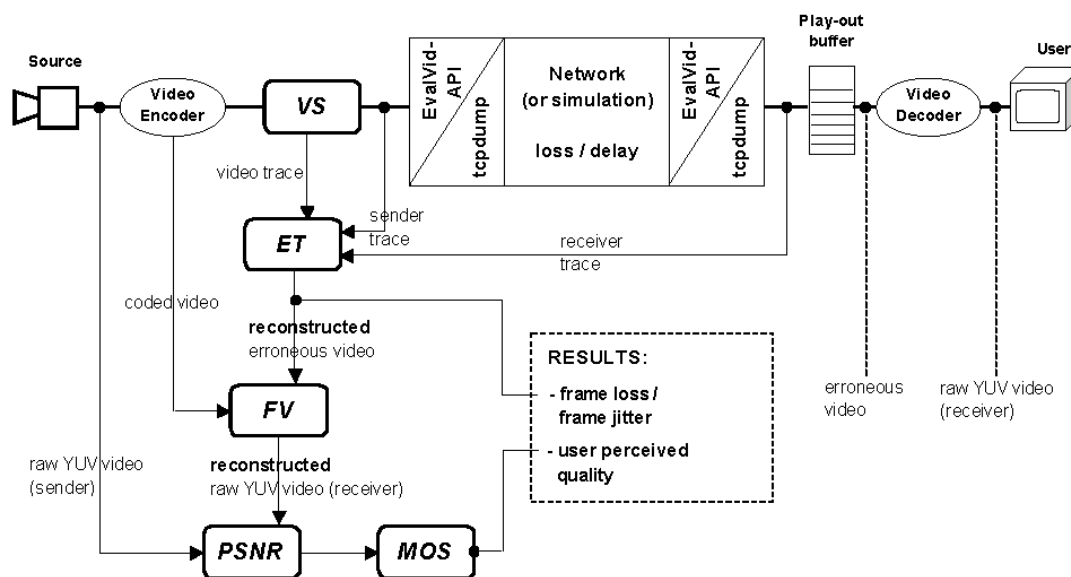 Source
Video
Encoder
VS
EvalVid-
API
tcpdump
Network
(or simulation)
loss / delay
EvalVid-
API
tcpdump
Play-out
buffer
Video
Decoder
User
video trace
sender
trace
receiver
trace
ET
coded video
reconstructed
erroneous video
RESULTS:
- frame loss /
frame jitter
- user perceived
quality
erroneous
video
raw YUV video
(receiver)
FV
raw YUV video
(sender)
reconstructed
raw YUV video (receiver)
PSNR
MOS